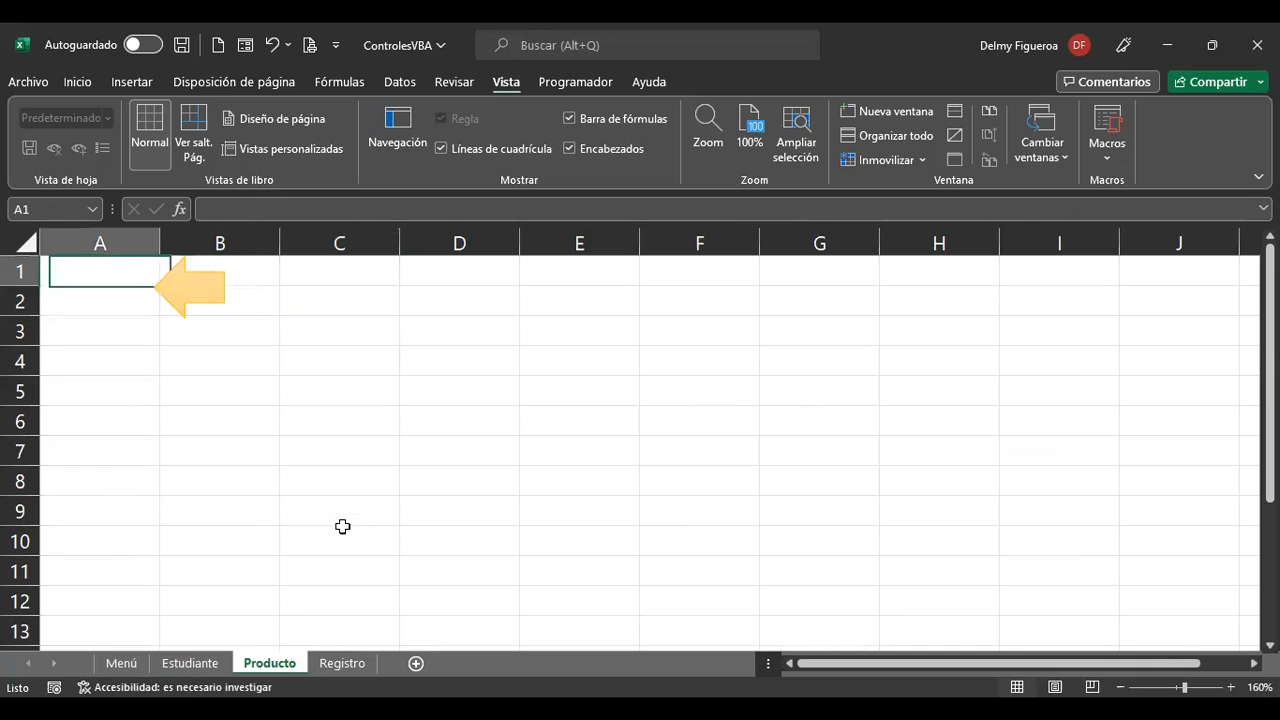 Autoguardado ControlesVBA Buscar (Alt+Q) Delmy Figueroa DF
Archivo Inicio Insertar Disposición de página Fórmulas Datos Revisar Vista Programador Ayuda Comentarios Compartir
Predeterminado
Normal
Ver salt. Pág.
Diseño de página
Vistas personalizadas
Navegación
Regla
Líneas de cuadrícula
Barra de fórmulas
Encabezados
Zoom
100
100%
Ampliar selección
Nueva ventana
Organizar todo
Inmovilizar
Cambiar ventanas
Macros
Vista de hoja Vistas de libro Mostrar Zoom Ventana Macros
A1 fx
A B C D E F G H I J
1
2
3
4
5
6
7
8
9
10
11
12
13
Menú Estudiante Producto Registro
Listo Accesibilidad: es necesario investigar 160%